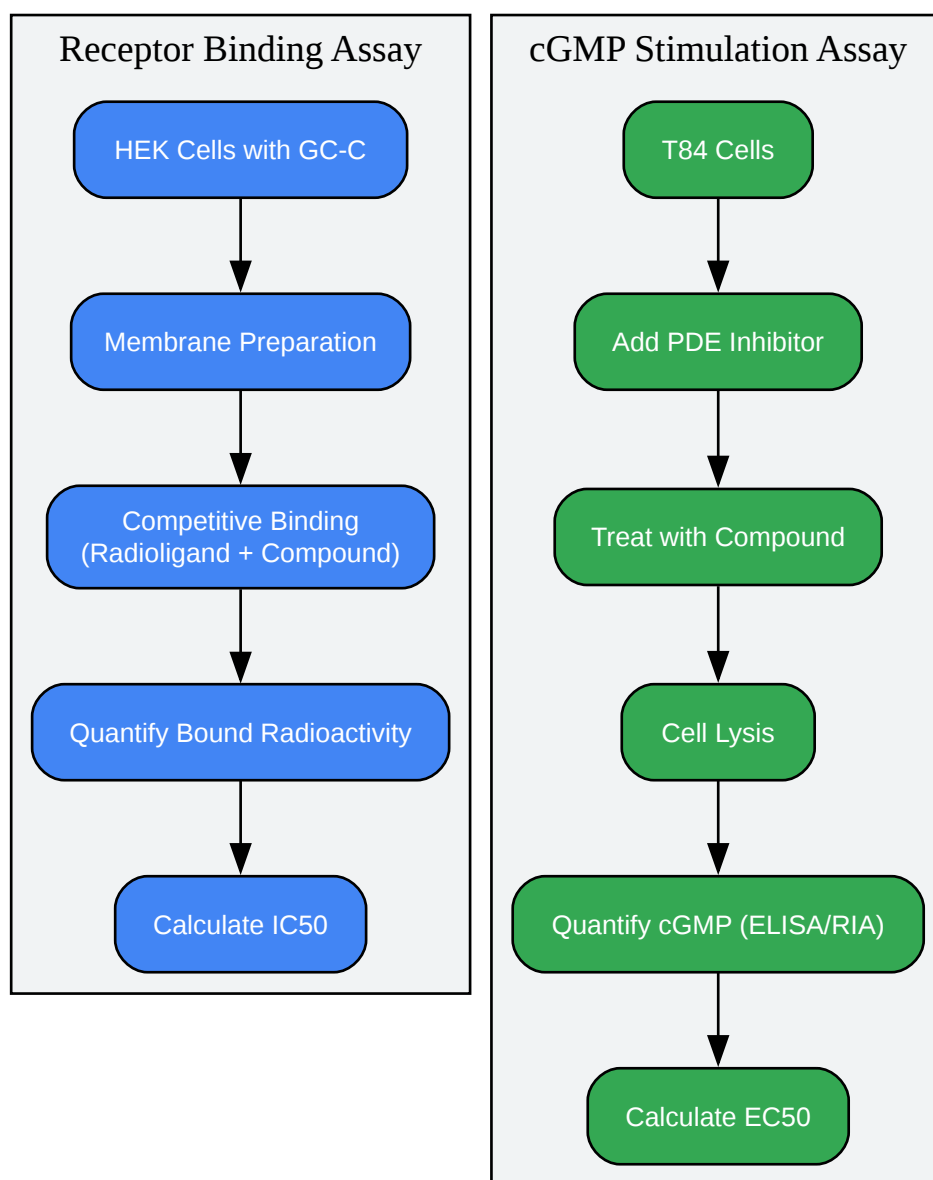 Receptor Binding Assay
HEK Cells with GC-C
Membrane Preparation
Competitive Binding
(Radioligand + Compound)
Quantify Bound Radioactivity
Calculate IC50
cGMP Stimulation Assay
T84 Cells
Add PDE Inhibitor
Treat with Compound
Cell Lysis
Quantify cGMP (ELISA/RIA)
Calculate EC50